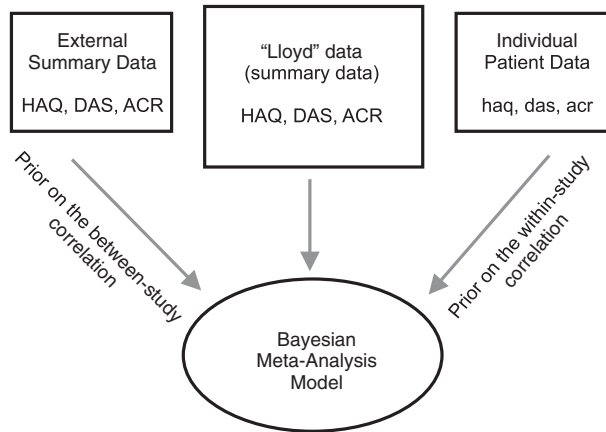 External
Summary Data
HAQ, DAS, ACR
“Lloyd” data
(summary data)
HAQ, DAS, ACR
Individual
Patient Data
haq, das, acr
Prior on the between-study
correlation
Prior on the within-study
correlation
Bayesian
Meta-Analysis
Model